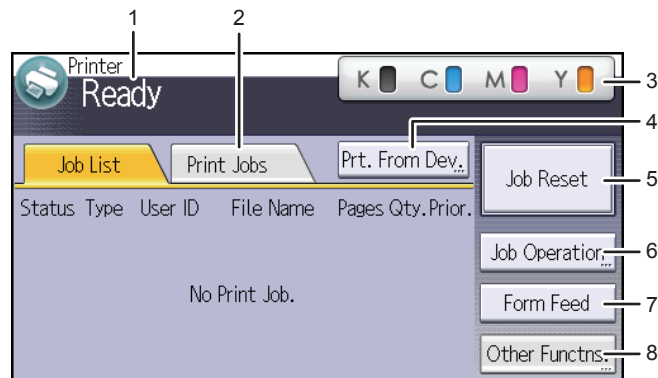 1
2
Printer
Ready
K C M Y
3
4
Job List
Print Jobs
Prt. From Dev...
Job Reset
5
Status Type User ID File Name Pages Qty. Prior.
Job Operation...
6
No Print Job.
Form Feed
7
Other Functns...
8